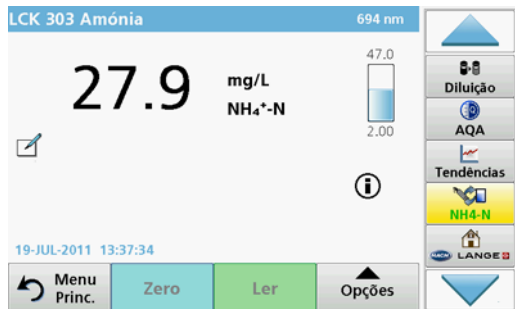 LCK 303 Amónia 694 nm
47.0
27.9 mg/L
NH₄⁺-N
2.00
19-JUL-2011 13:37:34
Menu Princ.
Zero
Ler
Opções
Diluição
AQA
Tendências
NH4-N
HACH LANGE